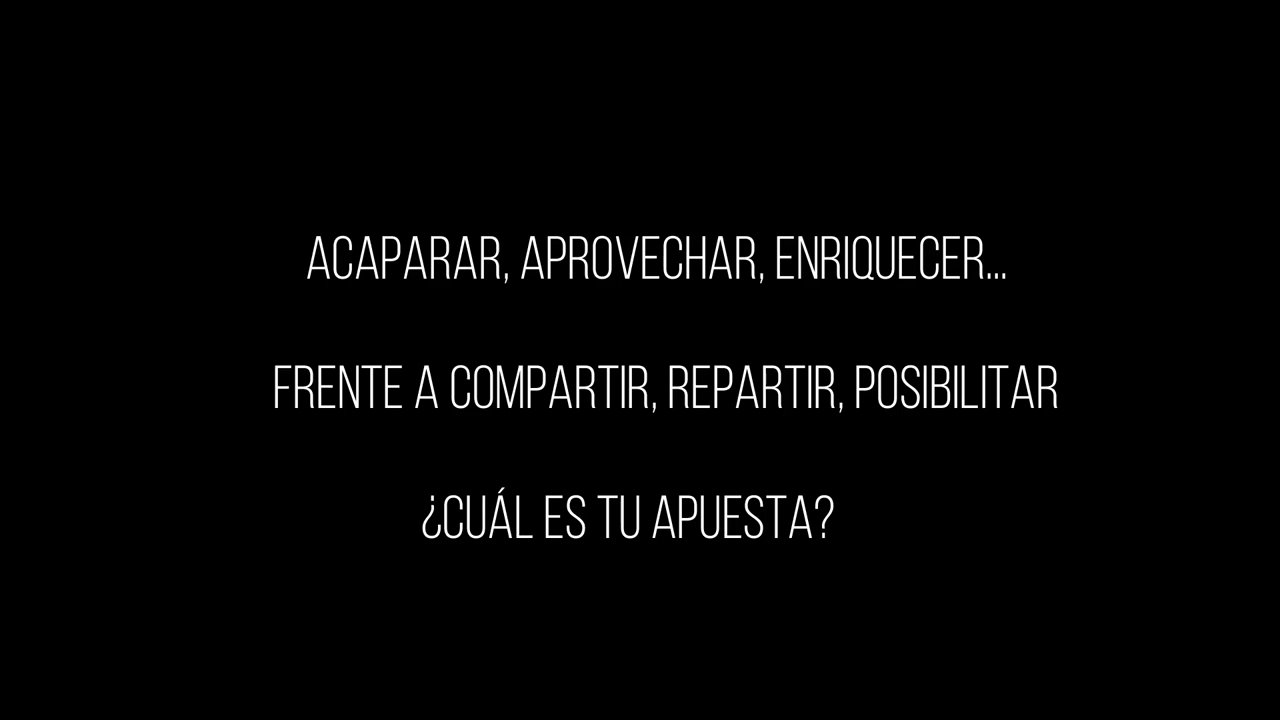 ACAPARAR, APROVECHAR, ENRIQUECER...
FRENTE A COMPARTIR, REPARTIR, POSIBILITAR
¿CUÁL ES TU APUESTA?